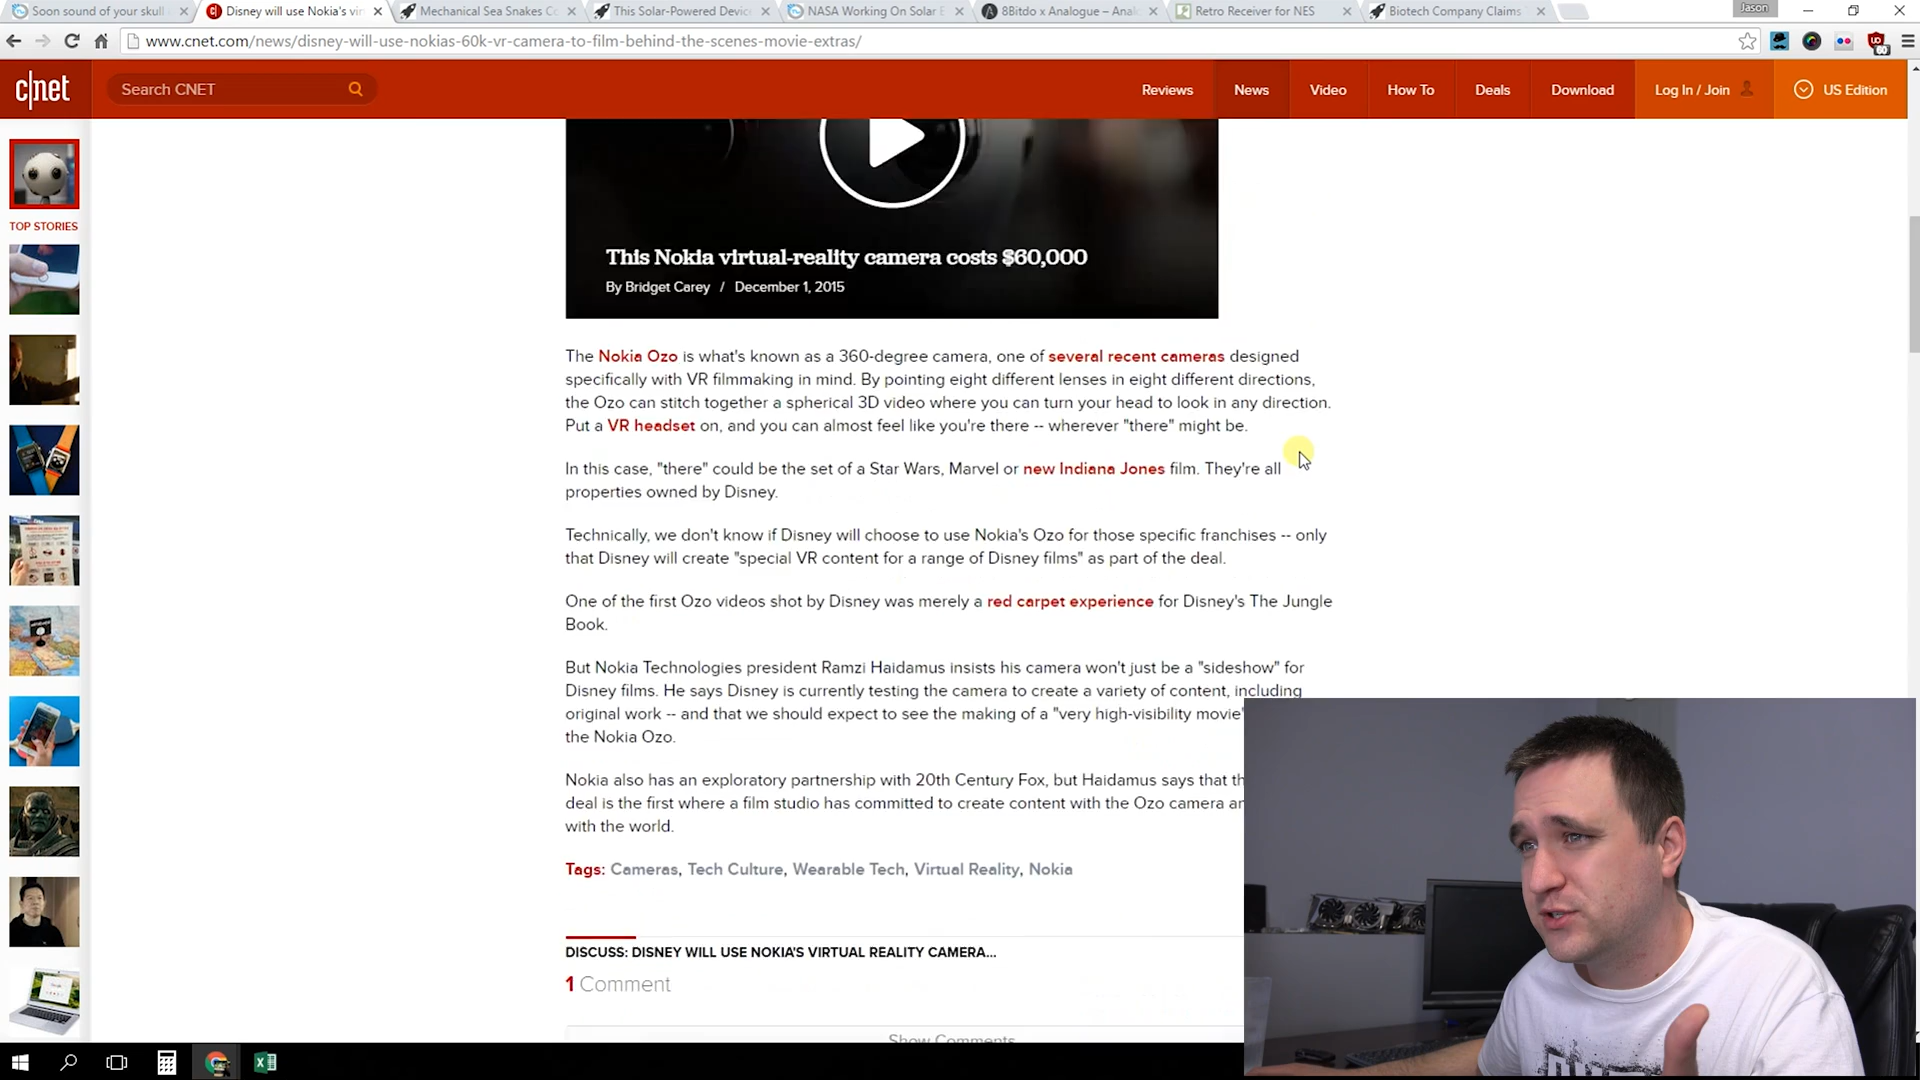 Soon sound of your skull
Disney will use Nokia's vir
Mechanical Sea Snakes Co
This Solar-Powered Device
NASA Working On Solar E
8Bitdo x Analogue – Anal
Retro Receiver for NES
Biotech Company Claims
Jason
www.cnet.com/news/disney-will-use-nokias-60k-vr-camera-to-film-behind-the-scenes-movie-extras/
c|net
Search CNET
Reviews
News
Video
How To
Deals
Download
Log In / Join
US Edition
TOP STORIES
This Nokia virtual-reality camera costs $60,000
By Bridget Carey / December 1, 2015
The Nokia Ozo is what's known as a 360-degree camera, one of several recent cameras designed
specifically with VR filmmaking in mind. By pointing eight different lenses in eight different directions,
the Ozo can stitch together a spherical 3D video where you can turn your head to look in any direction.
Put a VR headset on, and you can almost feel like you're there -- wherever "there" might be.
In this case, "there" could be the set of a Star Wars, Marvel or new Indiana Jones film. They're all
properties owned by Disney.
Technically, we don't know if Disney will choose to use Nokia's Ozo for those specific franchises -- only
that Disney will create "special VR content for a range of Disney films" as part of the deal.
One of the first Ozo videos shot by Disney was merely a red carpet experience for Disney's The Jungle
Book.
But Nokia Technologies president Ramzi Haidamus insists his camera won't just be a "sideshow" for
Disney films. He says Disney is currently testing the camera to create a variety of content, including
original work -- and that we should expect to see the making of a "very high-visibility movie"
the Nokia Ozo.
Nokia also has an exploratory partnership with 20th Century Fox, but Haidamus says that th
deal is the first where a film studio has committed to create content with the Ozo camera an
with the world.
Tags: Cameras, Tech Culture, Wearable Tech, Virtual Reality, Nokia
DISCUSS: DISNEY WILL USE NOKIA'S VIRTUAL REALITY CAMERA...
1 Comment
Show Comments